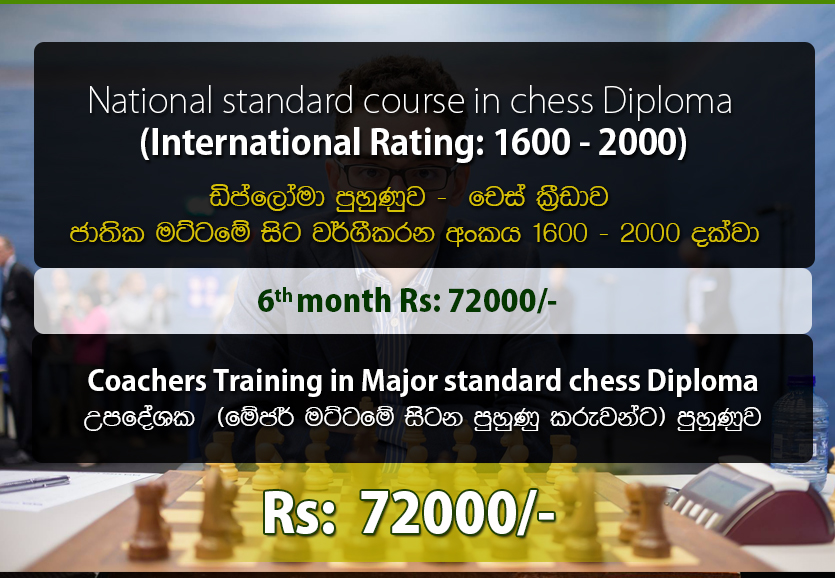 National standard course in chess Diploma
(International Rating: 1600 - 2000)
ඩිප්ලෝමා පුහුණුව - චෙස් ක්‍රීඩාව
ජාතික මට්ටමේ සිට වර්ගීකරන අංකය 1600 - 2000 දක්වා
6th month Rs: 72000/-
Coachers Training in Major standard chess Diploma
උපදේශක (මේජර් මට්ටමේ සිටින පුහුණු කරුවන්ට) පුහුණුව
Rs: 72000/-